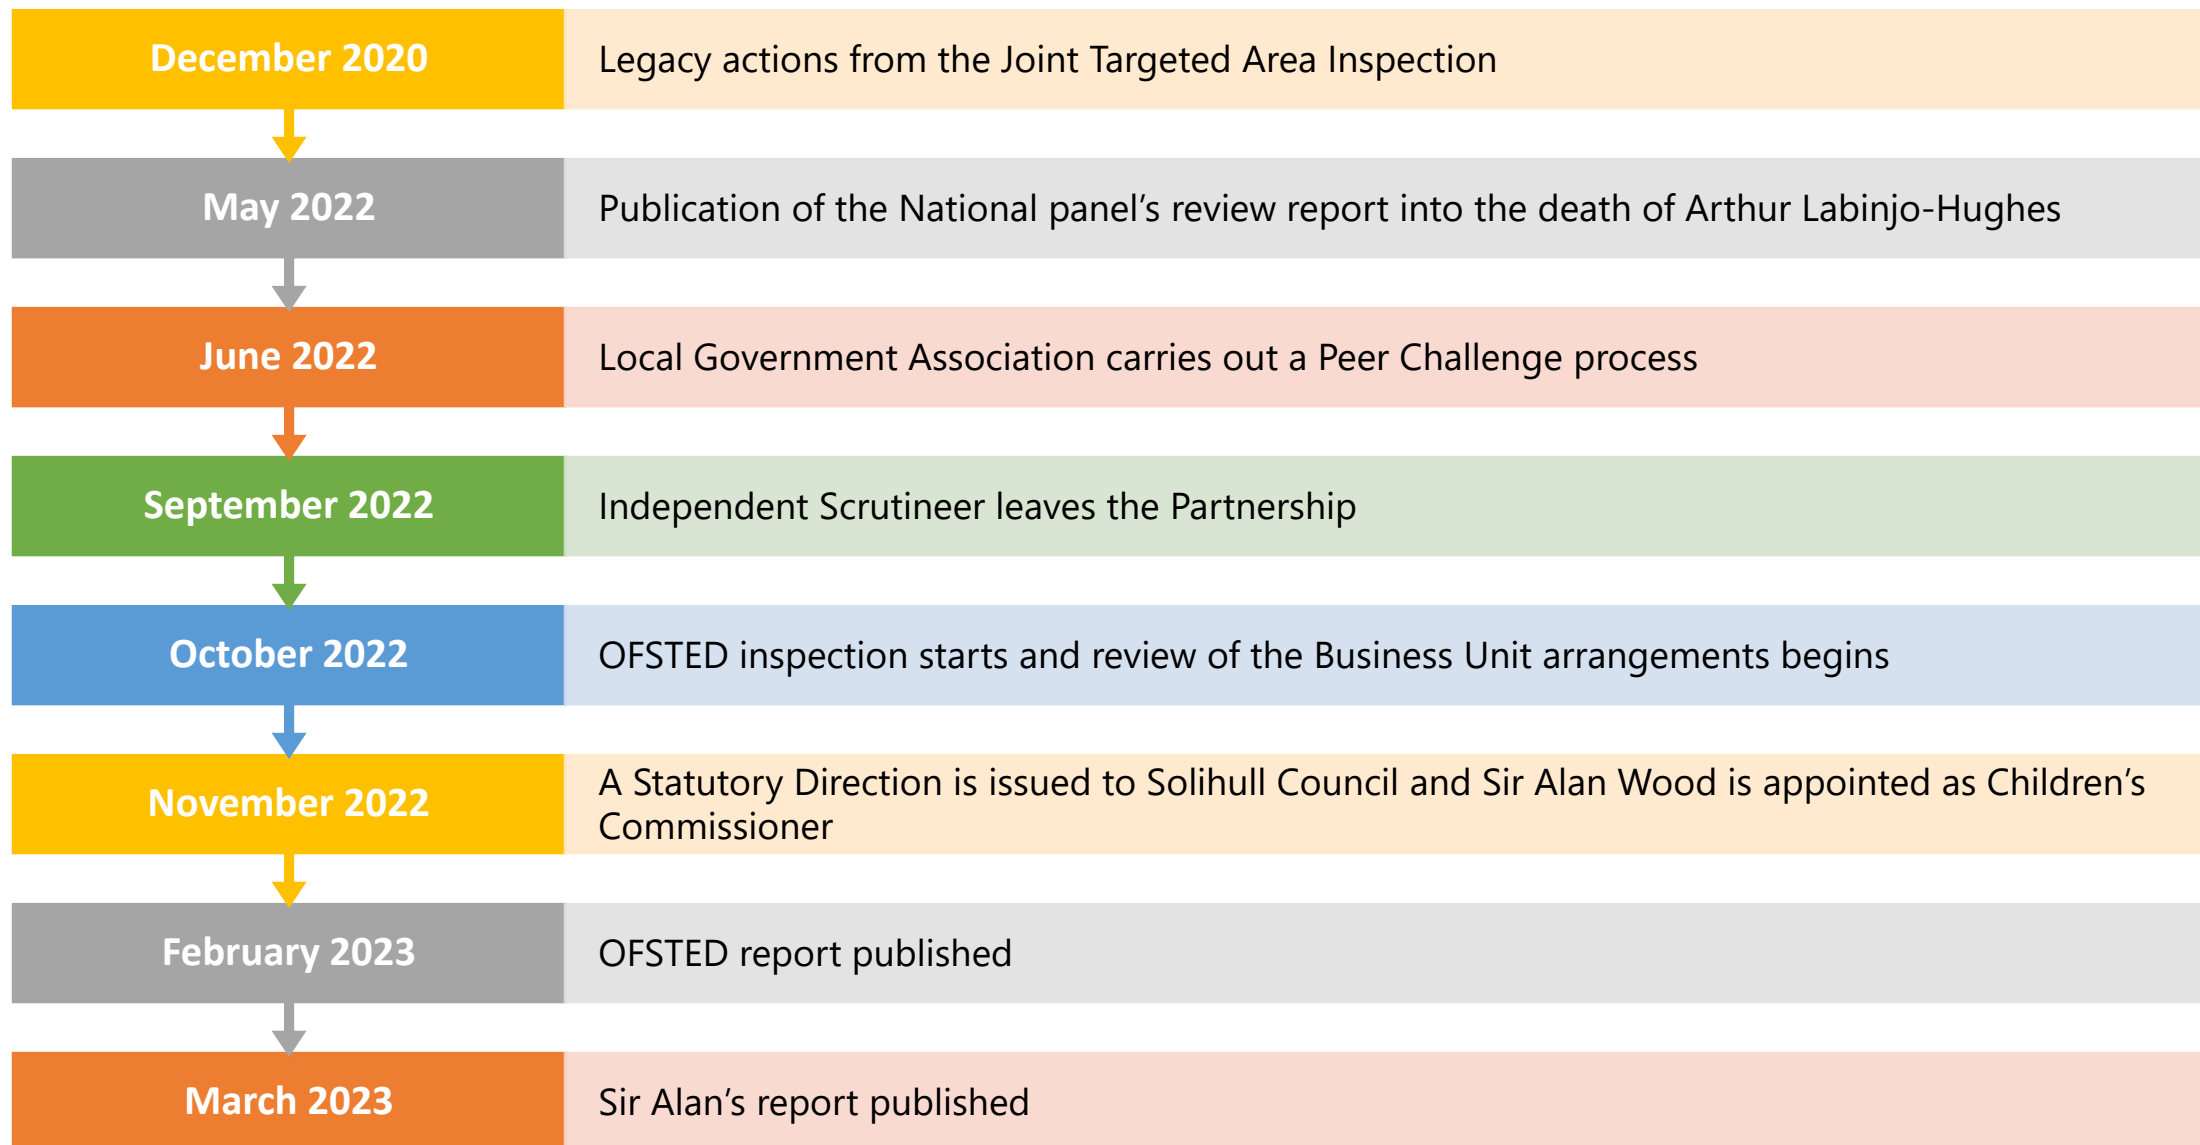 December 2020
Legacy actions from the Joint Targeted Area Inspection
May 2022
Publication of the National panel’s review report into the death of Arthur Labinjo-Hughes
June 2022
Local Government Association carries out a Peer Challenge process
September 2022
Independent Scrutineer leaves the Partnership
October 2022
OFSTED inspection starts and review of the Business Unit arrangements begins
November 2022
A Statutory Direction is issued to Solihull Council and Sir Alan Wood is appointed as Children’s
Commissioner
February 2023
OFSTED report published
March 2023
Sir Alan’s report published